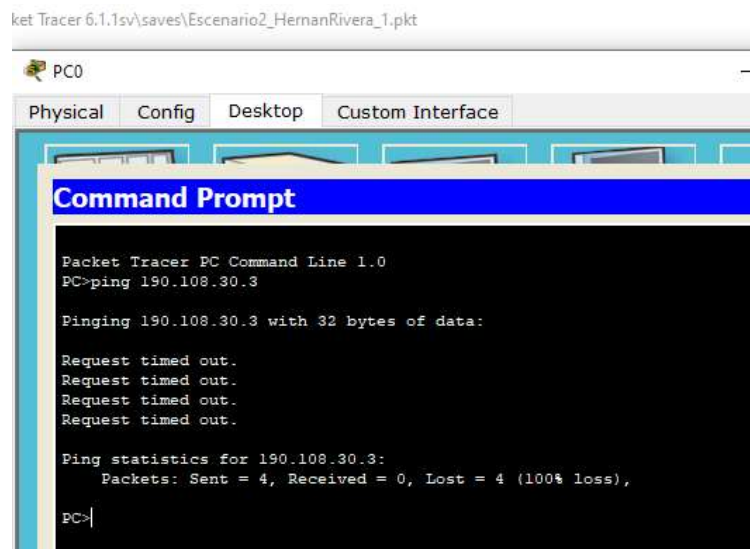 ket Tracer 6.1.1sv\saves\Escenario2_HernanRivera_1.pkt
PC0
Physical Config Desktop Custom Interface
Command Prompt
Packet Tracer PC Command Line 1.0
PC>ping 190.108.30.3
Pinging 190.108.30.3 with 32 bytes of data:
Request timed out.
Request timed out.
Request timed out.
Request timed out.
Ping statistics for 190.108.30.3:
Packets: Sent = 4, Received = 0, Lost = 4 (100% loss),
PC>